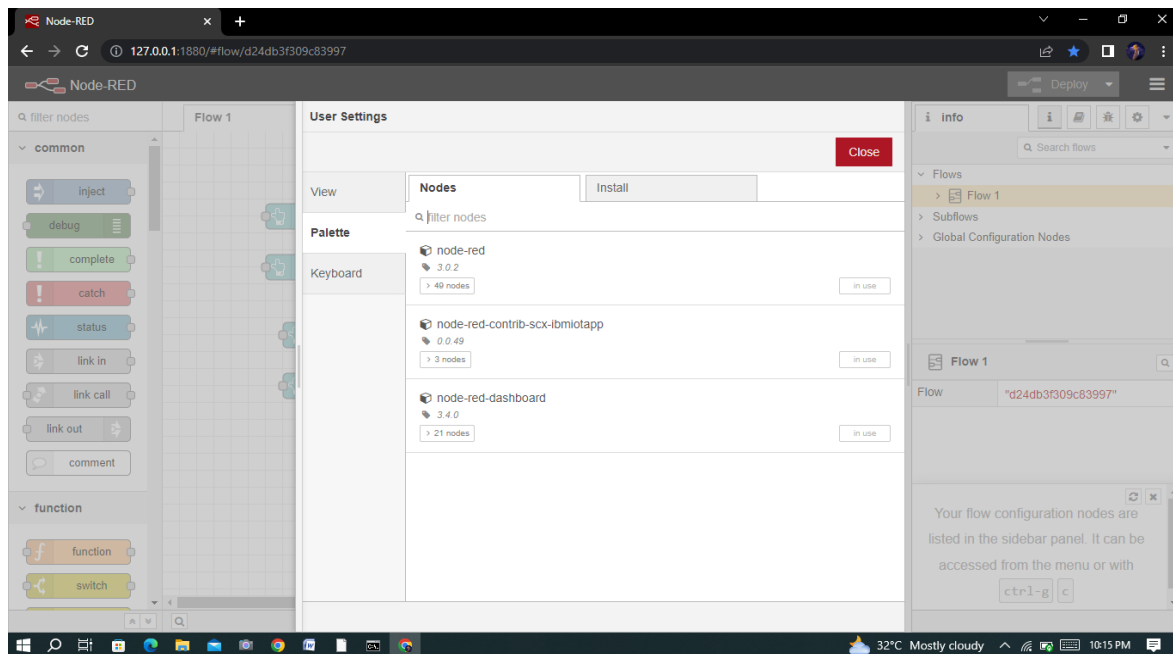 Node-RED
127.0.0.1:1880/#flow/d24db3f309c83997
Node-RED
Deploy
filter nodes
common
inject
debug
complete
catch
status
link in
link call
link out
comment
function
function
switch
Flow 1
User Settings
Close
View
Palette
Keyboard
Nodes
Install
filter nodes
node-red
3.0.2
> 49 nodes
in use
node-red-contrib-scx-ibmiotapp
0.0.49
> 3 nodes
in use
node-red-dashboard
3.4.0
> 21 nodes
in use
i info
i
Search flows
Flows
Flow 1
Subflows
Global Configuration Nodes
Flow 1
Flow "d24db3f309c83997"
Your flow configuration nodes are
listed in the sidebar panel. It can be
accessed from the menu or with
ctrl-g c
32°C Mostly cloudy 10:15 PM